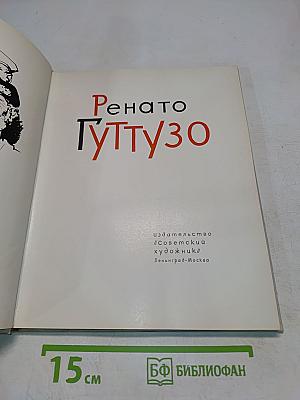 Ренато
Гуттузо
издательство
«Советский
художник»
Ленинград-Москва
15 см
БФ БИБЛИОФАН